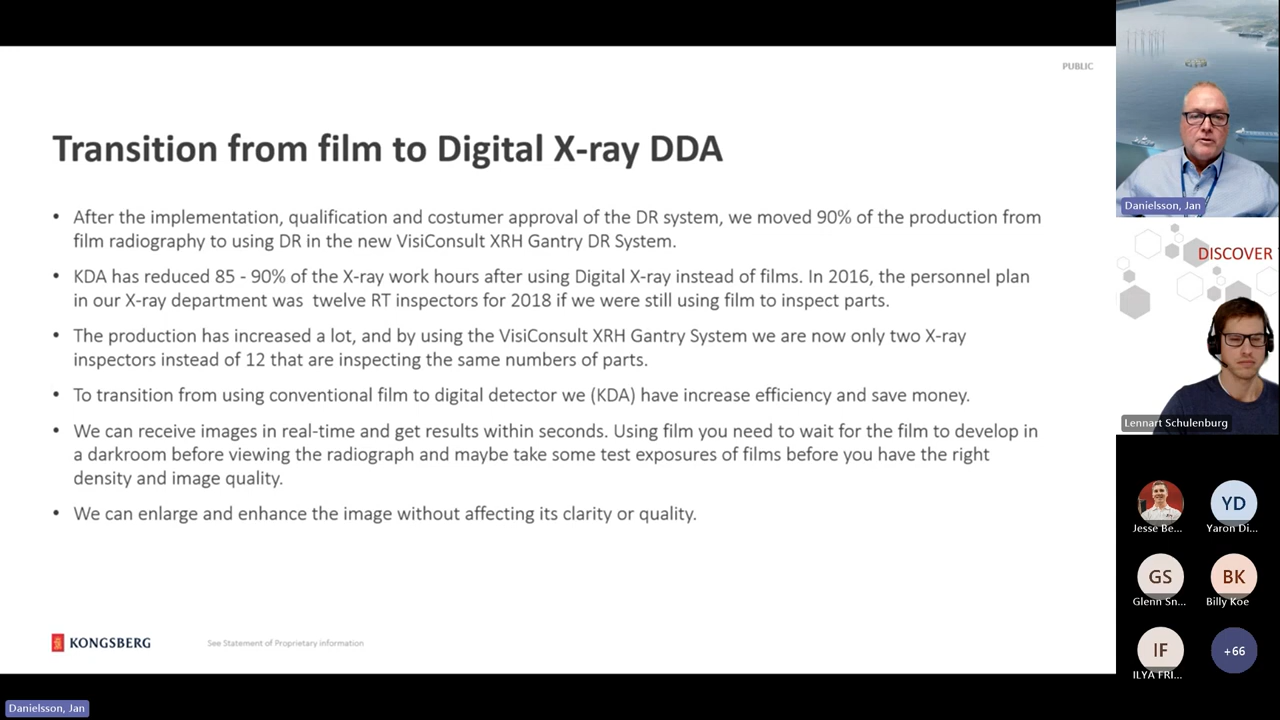 PUBLIC
Transition from film to Digital X-ray DDA
• After the implementation, qualification and costumer approval of the DR system, we moved 90% of the production from
film radiography to using DR in the new VisiConsult XRH Gantry DR System.
• KDA has reduced 85 - 90% of the X-ray work hours after using Digital X-ray instead of films. In 2016, the personnel plan
in our X-ray department was twelve RT inspectors for 2018 if we were still using film to inspect parts.
• The production has increased a lot, and by using the VisiConsult XRH Gantry System we are now only two X-ray
inspectors instead of 12 that are inspecting the same numbers of parts.
• To transition from using conventional film to digital detector we (KDA) have increase efficiency and save money.
• We can receive images in real-time and get results within seconds. Using film you need to wait for the film to develop in
a darkroom before viewing the radiograph and maybe take some test exposures of films before you have the right
density and image quality.
• We can enlarge and enhance the image without affecting its clarity or quality.
KONGSBERG
See Statement of Proprietary information
Danielsson, Jan
Danielsson, Jan
DISCOVER
Lennart Schulenburg
Jesse Be...
YD
Yaron Di...
GS
Glenn Sn...
BK
Billy Koe
IF
ILYA FRI...
+66